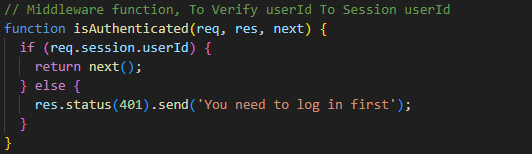 // Middleware function, To Verify userId To Session userId
function isAuthenticated(req, res, next) {
  if (req.session.userId) {
    return next();
  } else {
    res.status(401).send('You need to log in first');
  }
}